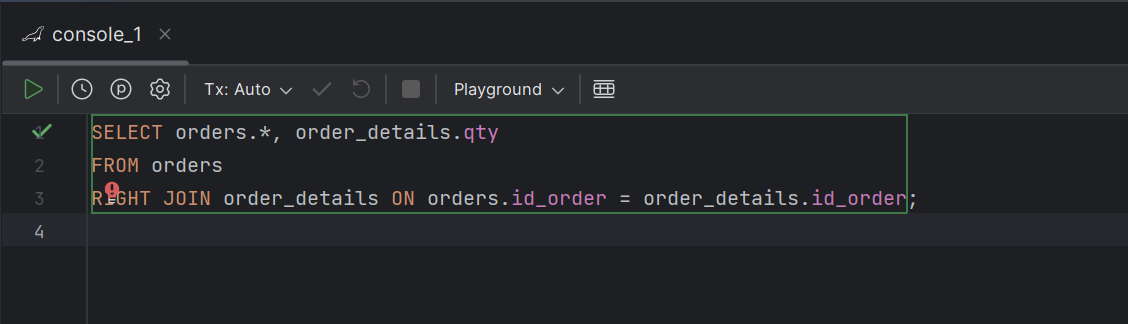 console_1
Tx: Auto
Playground
1 SELECT orders.*, order_details.qty
2 FROM orders
3 RIGHT JOIN order_details ON orders.id_order = order_details.id_order;
4